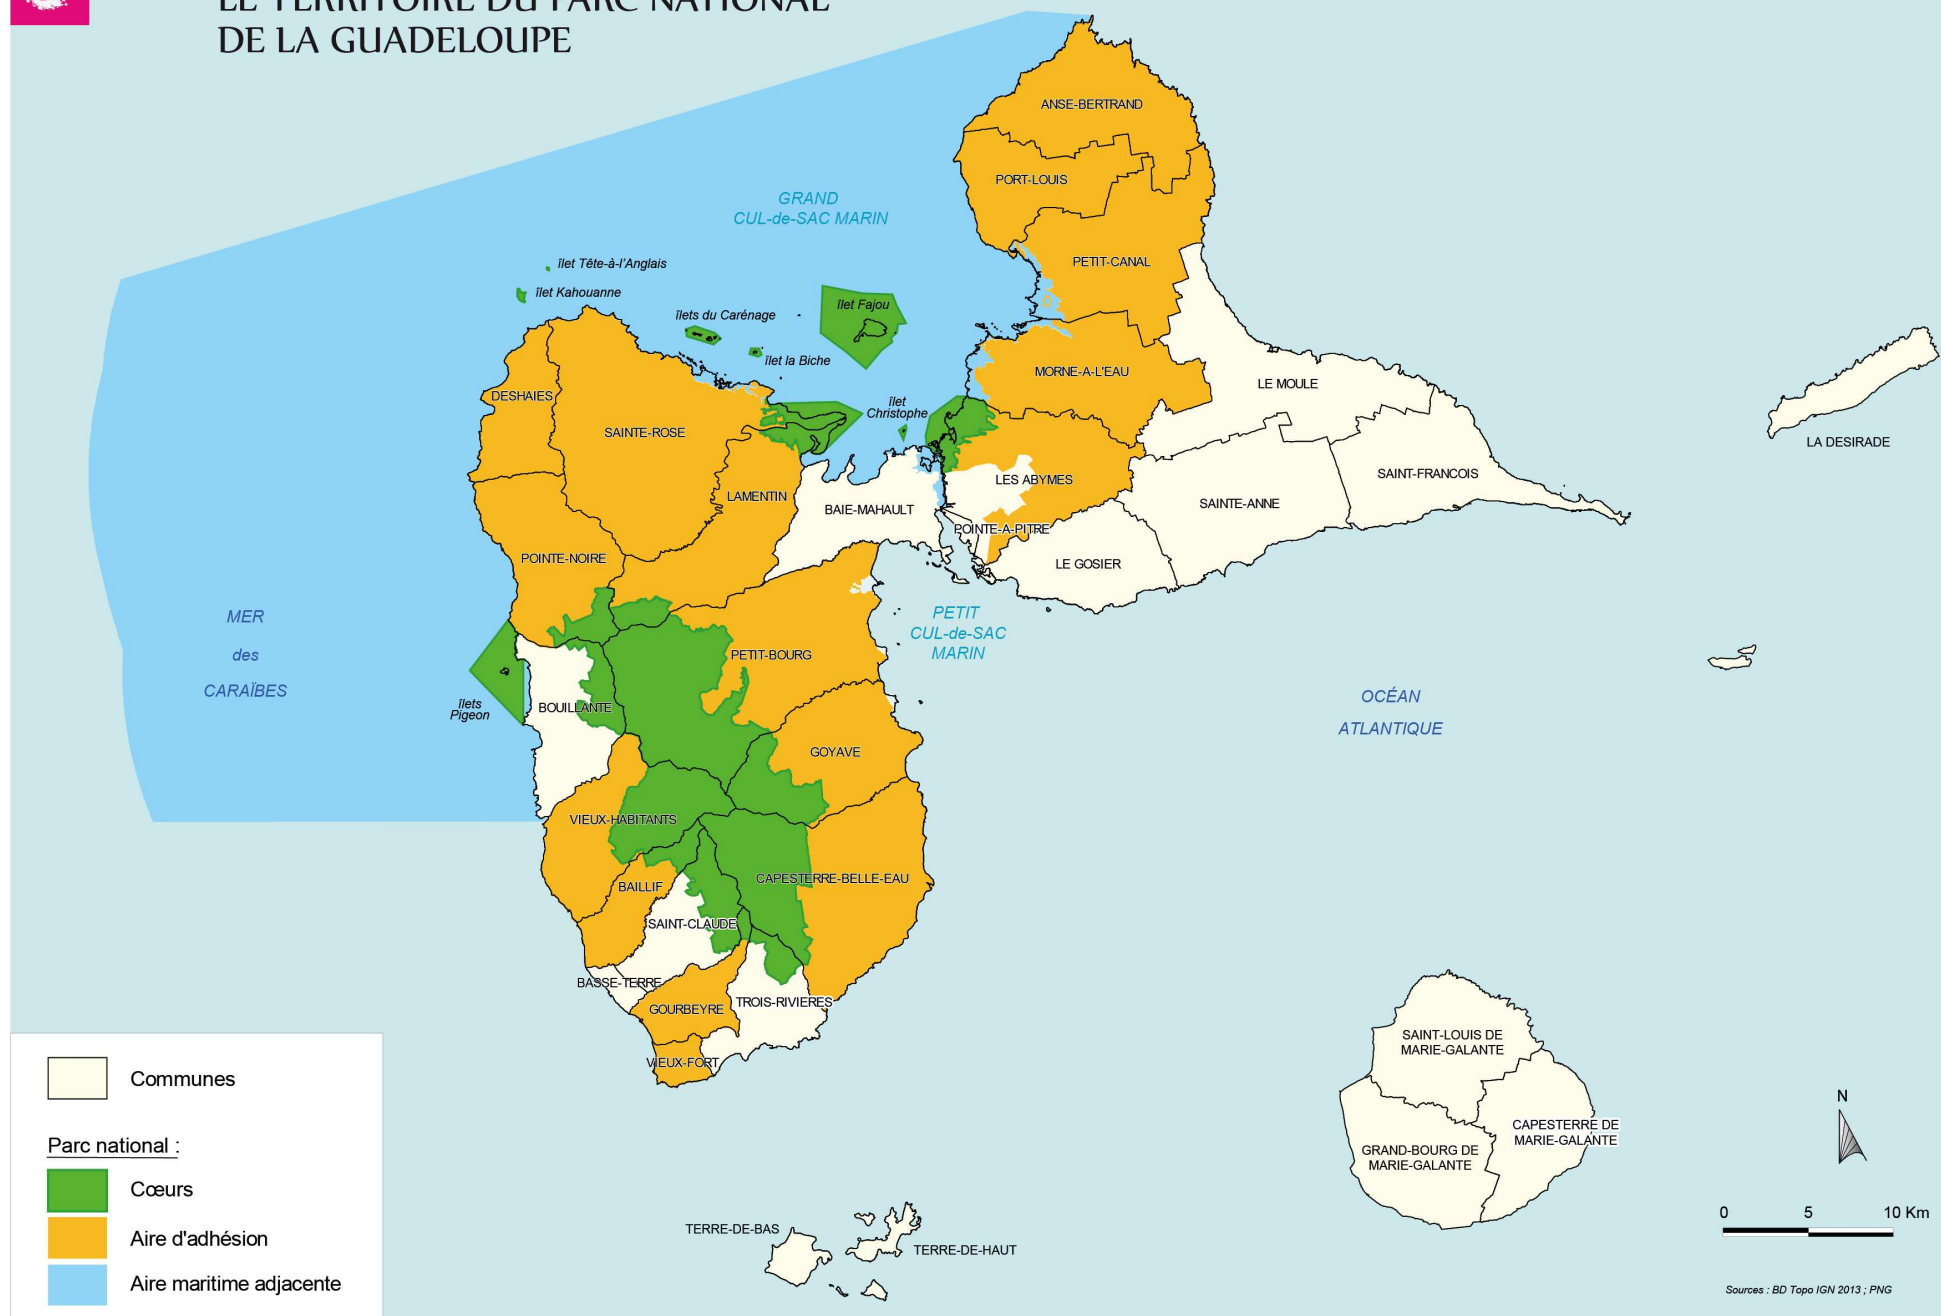 LE TERRITOIRE DU PARC NATIONAL
DE LA GUADELOUPE
ANSE-BERTRAND
PORT-LOUIS
GRAND
CUL-de-SAC MARIN
PETIT-CANAL
îlet Tête-à-l'Anglais
îlet Kahouanne
îlets du Carénage
îlet Fajou
îlet la Biche
MORNE-A-L'EAU
LE MOULE
DESHAIES
îlet
Christophe
SAINTE-ROSE
LA DESIRADE
LES ABYMES
SAINT-FRANCOIS
LAMENTIN
BAIE-MAHAULT
SAINTE-ANNE
POINTE-A-PITRE
POINTE-NOIRE
LE GOSIER
MER
des
CARAÏBES
PETIT
CUL-de-SAC
MARIN
PETIT-BOURG
îlets
Pigeon
BOUILLANTE
OCÉAN
ATLANTIQUE
GOYAVE
VIEUX-HABITANTS
CAPESTERRE-BELLE-EAU
BAILLIF
SAINT-CLAUDE
BASSE-TERRE
TROIS-RIVIERES
GOURBEYRE
VIEUX-FORT
SAINT-LOUIS DE
MARIE-GALANTE
CAPESTERRE DE
MARIE-GALANTE
GRAND-BOURG DE
MARIE-GALANTE
TERRE-DE-BAS
TERRE-DE-HAUT
Communes
Parc national :
Cœurs
Aire d'adhésion
Aire maritime adjacente
N
0 5 10 Km
Sources : BD Topo IGN 2013 ; PNG